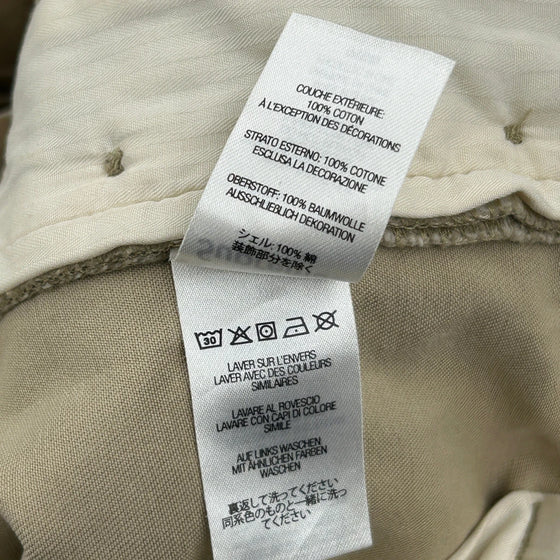 COUCHE EXTÉRIEURE:
100% COTON
À L'EXCEPTION DES DÉCORATIONS
STRATO ESTERNO: 100% COTONE
ESCLUSA LA DECORAZIONE
OBERSTOFF: 100% BAUMWOLLE
AUSSCHLIEBLICH DEKORATION
シェル: 100% 綿
装飾部分を除く
30
LAVER SUR L'ENVERS
LAVER AVEC DES COULEURS
SIMILAIRES
LAVARE AL ROVESCIO
LAVARE CON CAPI DI COLORE
SIMILE
AUF LINKS WASCHEN
MIT ÄHNLICHEN FARBEN
WASCHEN
裏返して洗ってください
同系色のものと一緒に洗っ
てください